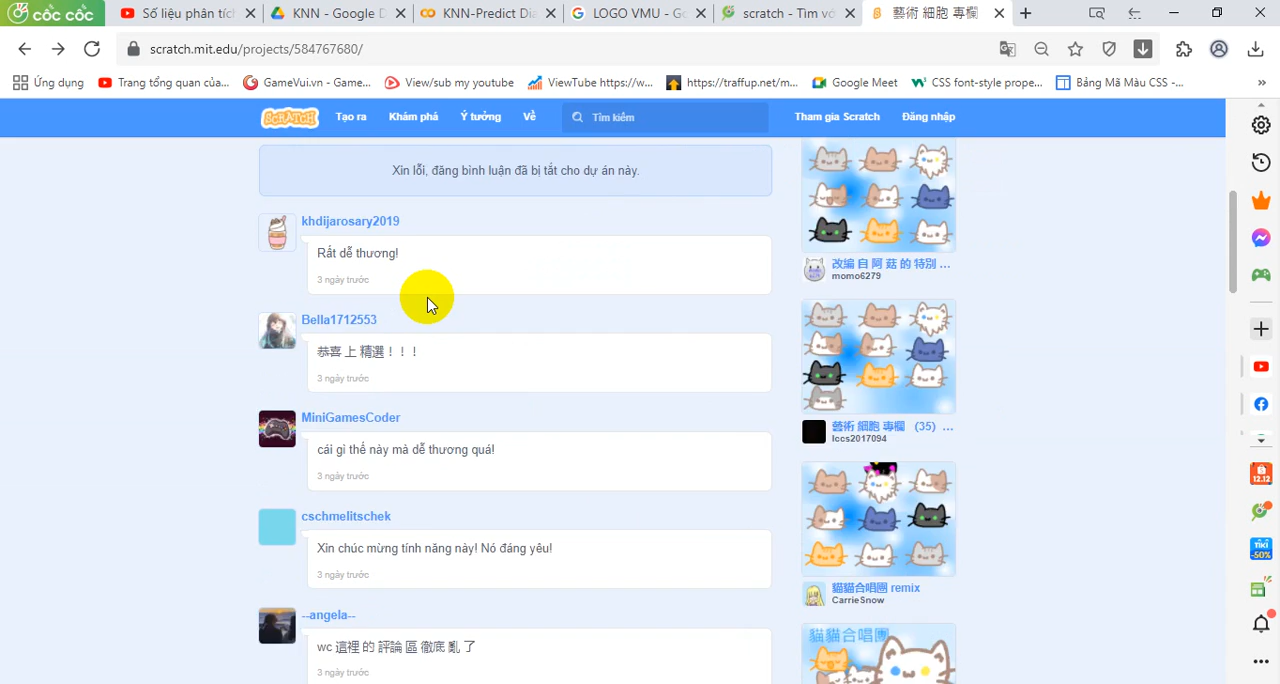 cốc cốc
Số liệu phân tích
KNN - Google D
KNN-Predict Dia
LOGO VMU - Go
scratch - Tìm vớ
藝術 細胞 專欄
scratch.mit.edu/projects/584767680/
Ứng dụng
Trang tổng quan của...
GameVui.vn - Game...
View/sub my youtube
ViewTube https://w...
https://traffup.net/m...
Google Meet
CSS font-style prope...
Bảng Mã Màu CSS -...
SCRATCH
Tạo ra
Khám phá
Ý tưởng
Về
Tìm kiếm
Tham gia Scratch
Đăng nhập
Xin lỗi, đăng bình luận đã bị tắt cho dự án này.
khdijarosary2019
Rất dễ thương!
3 ngày trước
Bella1712553
恭喜 上 精選！！！
3 ngày trước
MiniGamesCoder
cái gì thế này mà dễ thương quá!
3 ngày trước
cschmelitschek
Xin chúc mừng tính năng này! Nó đáng yêu!
3 ngày trước
--angela--
wc 這裡 的 評論 區 徹底 亂 了
3 ngày trước
改編 自 阿 菇 的 特別 ...
momo6279
藝術 細胞 專欄 (35) ...
lccs2017094
貓貓合唱團 remix
CarrieSnow
貓貓合唱團
12.12
TIKI
-50%